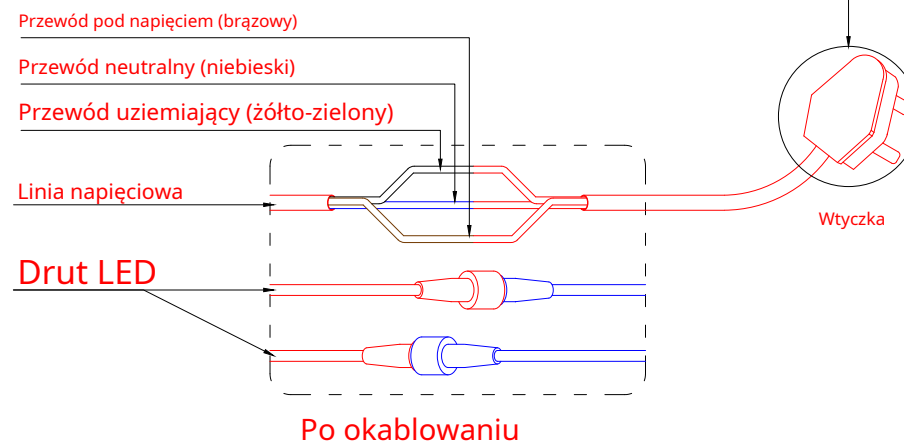 Przewód pod napięciem (brązowy)
Przewód neutralny (niebieski)
Przewód uziemiający (żółto-zielony)
Linia napięciowa
Wtyczka
Drut LED
Po okablowaniu